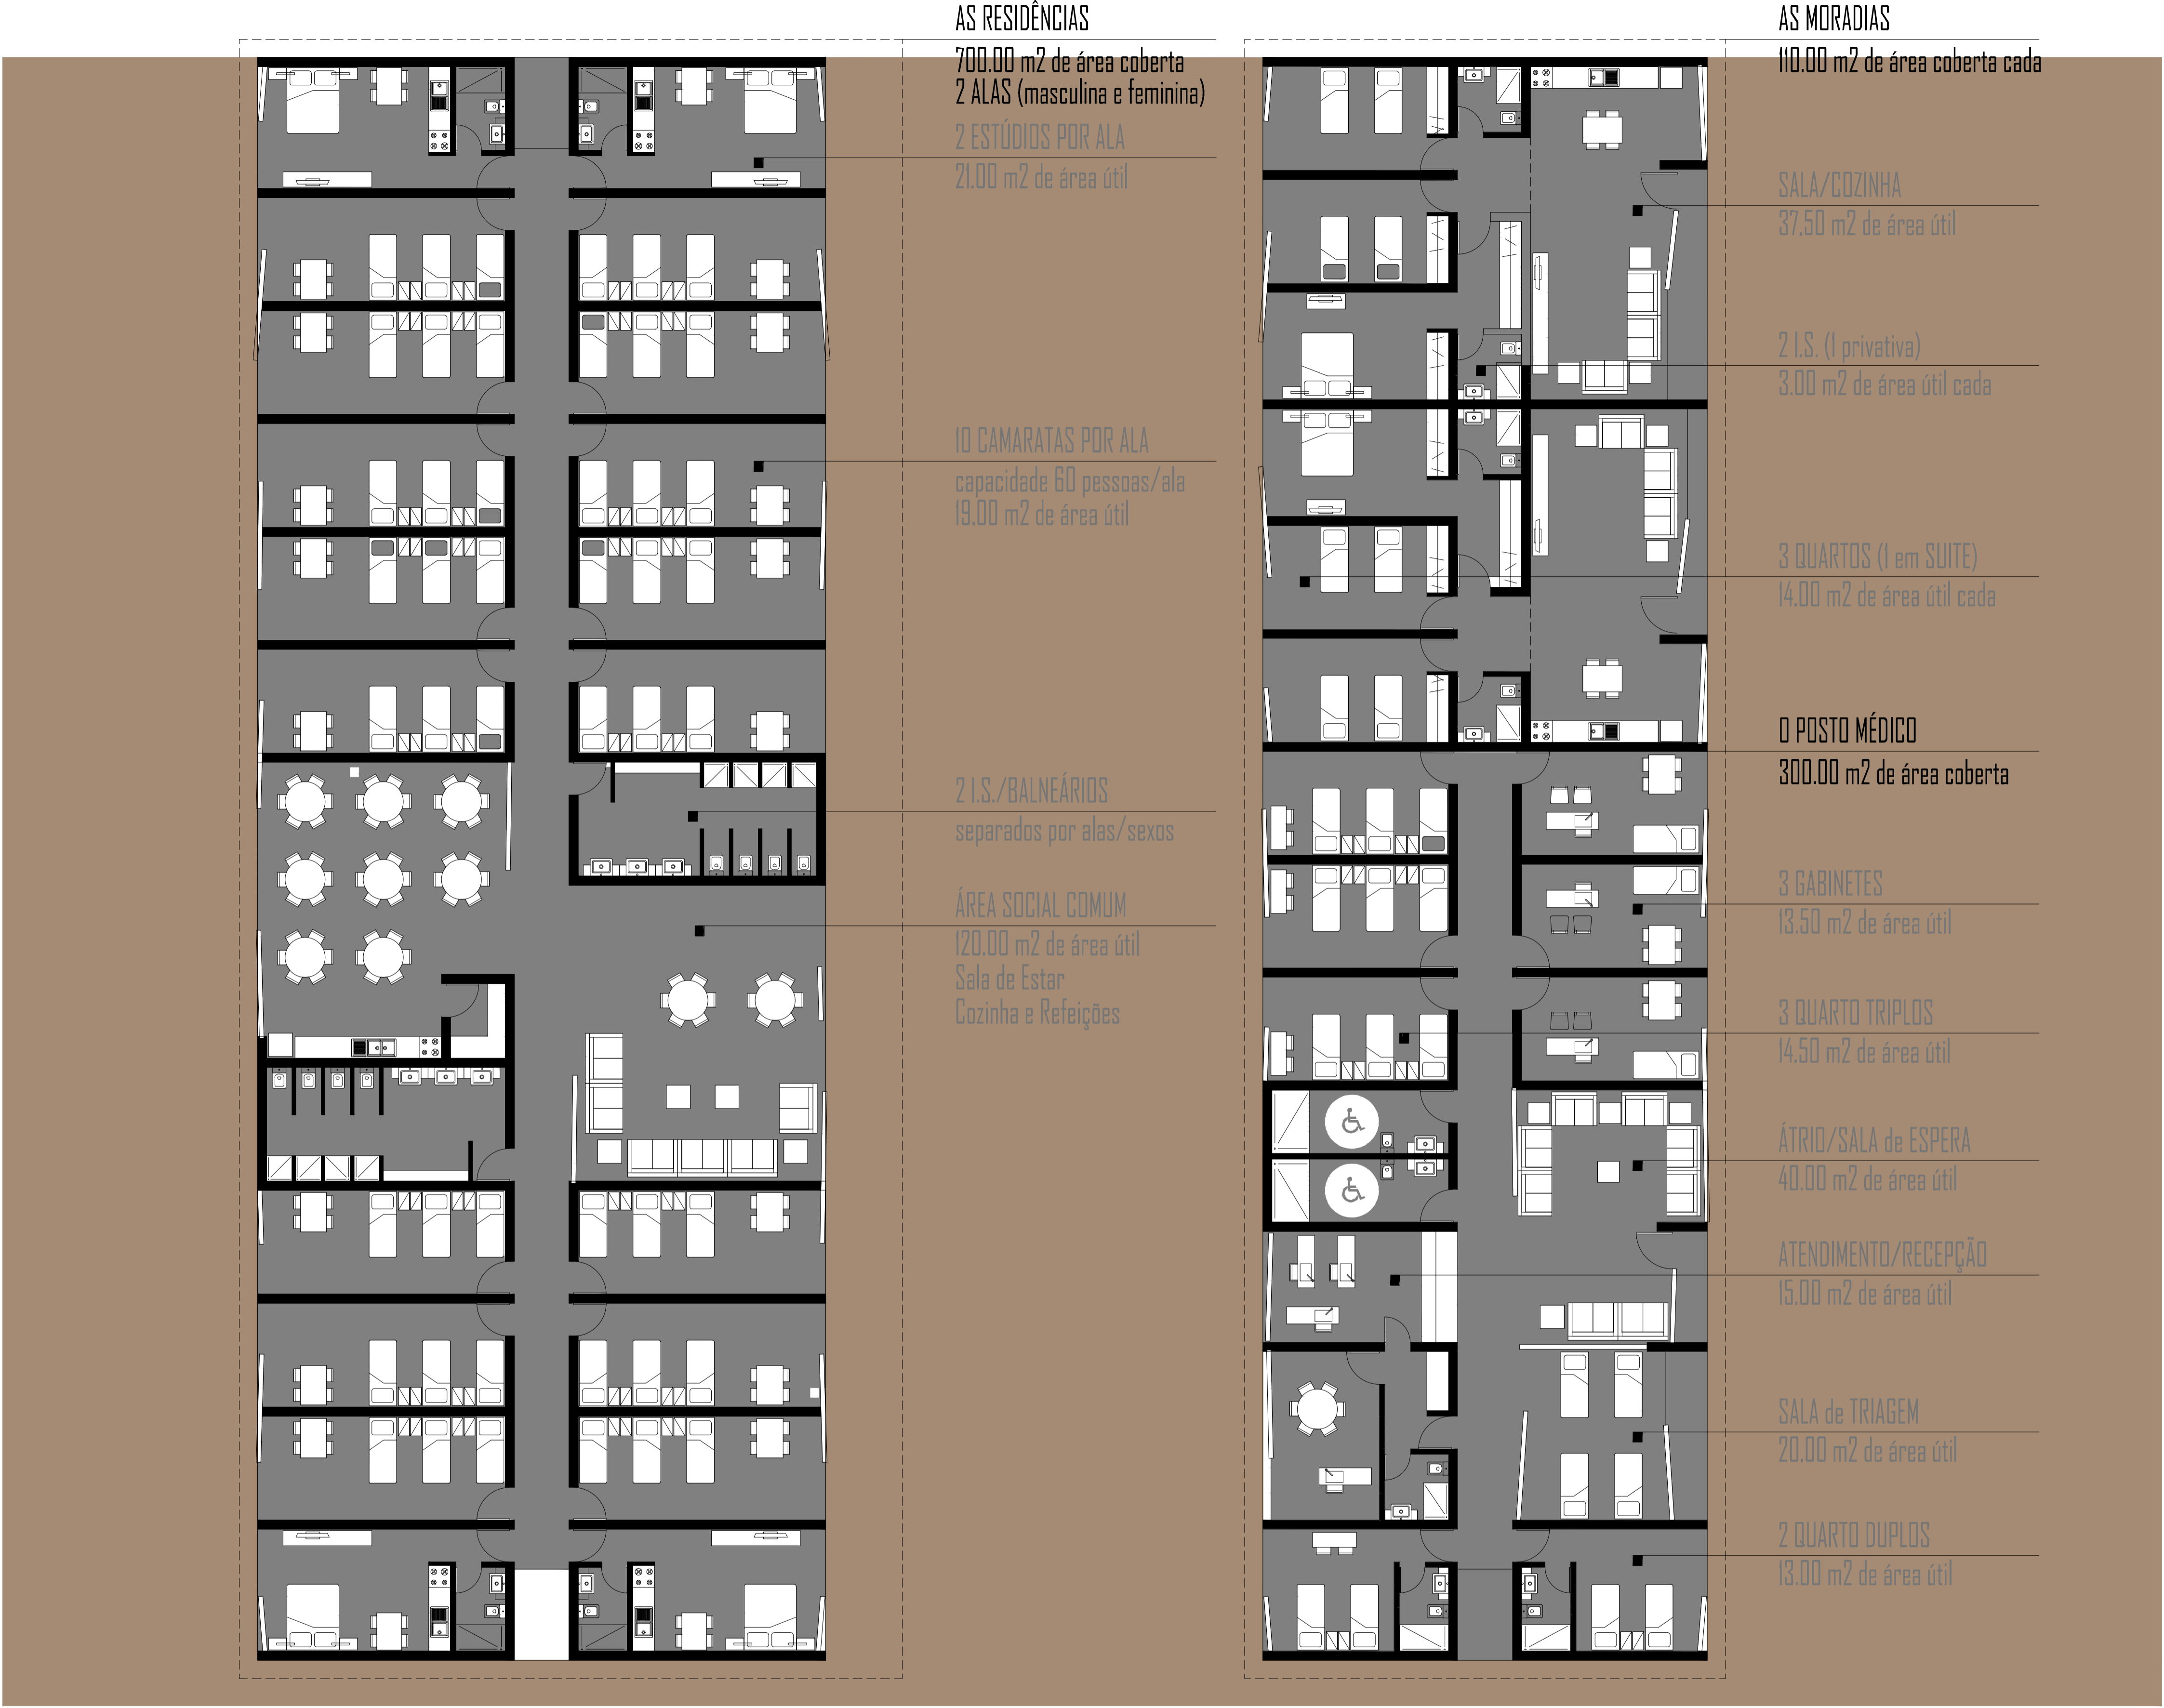 AS RESIDÊNCIAS
700.00 m2 de área coberta
2 ALAS (masculina e feminina)
2 ESTÚDIOS POR ALA
21.00 m2 de área útil
10 CAMARATAS POR ALA
capacidade 60 pessoas/ala
19.00 m2 de área útil
2 I.S./BALNEÁRIOS
separados por alas/sexos
ÁREA SOCIAL COMUM
120.00 m2 de área útil
Sala de Estar
Cozinha e Refeições
AS MORADIAS
110.00 m2 de área coberta cada
SALA/COZINHA
37.50 m2 de área útil
2 I.S. (1 privativa)
3.00 m2 de área útil cada
3 QUARTOS (1 em SUITE)
14.00 m2 de área útil cada
O POSTO MÉDICO
300.00 m2 de área coberta
3 GABINETES
13.50 m2 de área útil
3 QUARTO TRIPLOS
14.50 m2 de área útil
ÁTRIO/SALA de ESPERA
40.00 m2 de área útil
ATENDIMENTO/RECEPÇÃO
15.00 m2 de área útil
SALA de TRIAGEM
20.00 m2 de área útil
2 QUARTO DUPLOS
13.00 m2 de área útil